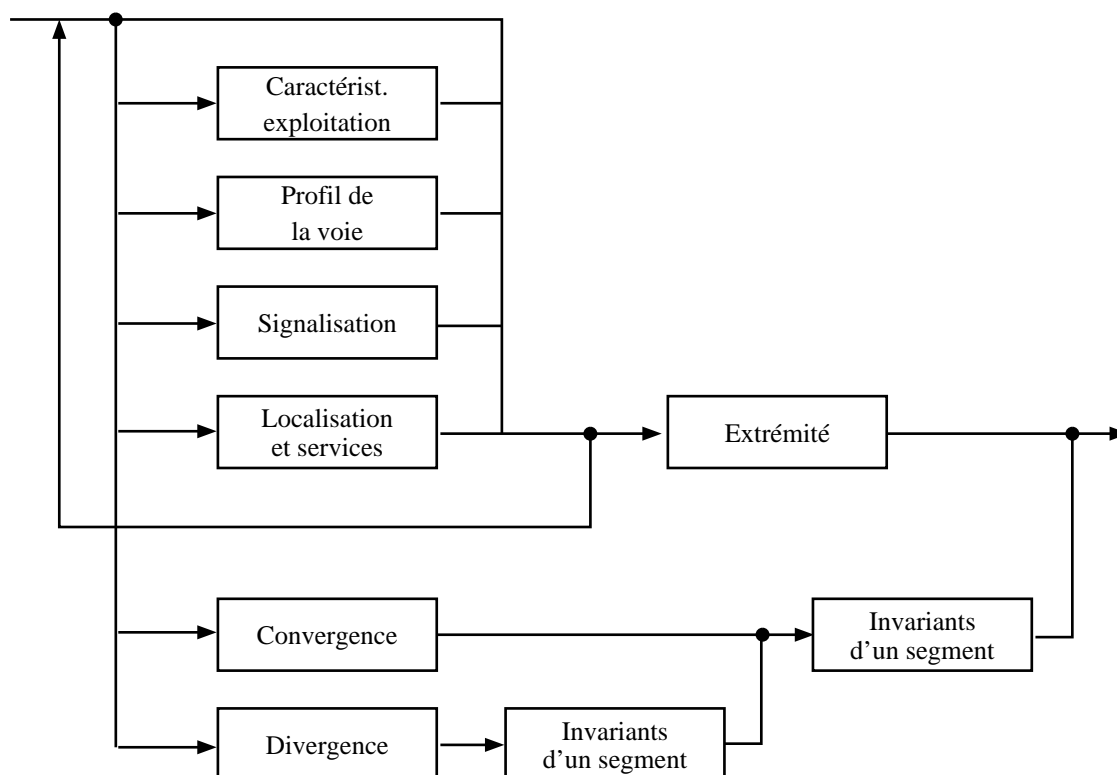 Caractérist.
exploitation
Profil de
la voie
Signalisation
Localisation
et services
Extrémité
Convergence
Invariants
d'un segment
Divergence
Invariants
d'un segment